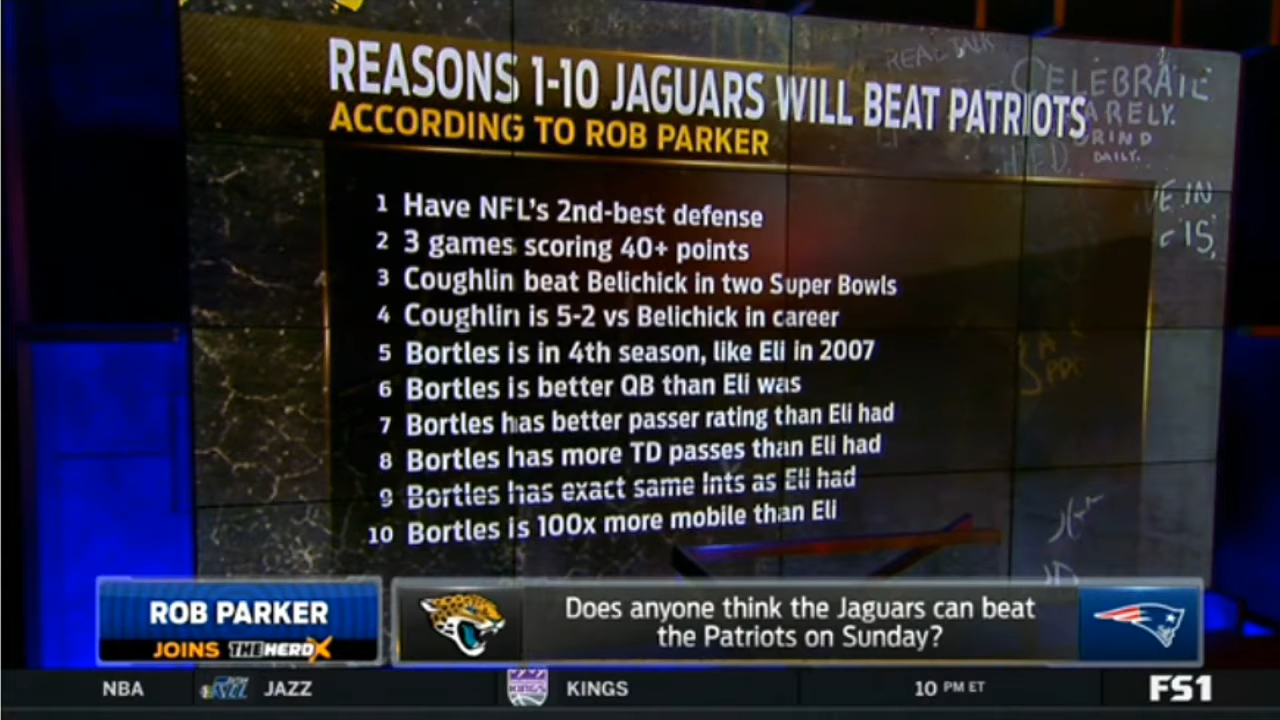 REAL TALK
CELEBRATE
RARELY.
GRIND
DAILY.
REASONS 1-10 JAGUARS WILL BEAT PATRIOTS
ACCORDING TO ROB PARKER
1 Have NFL's 2nd-best defense
2 3 games scoring 40+ points
3 Coughlin beat Belichick in two Super Bowls
4 Coughlin is 5-2 vs Belichick in career
5 Bortles is in 4th season, like Eli in 2007
6 Bortles is better QB than Eli was
7 Bortles has better passer rating than Eli had
8 Bortles has more TD passes than Eli had
9 Bortles has exact same Ints as Eli had
10 Bortles is 100x more mobile than Eli
ROB PARKER
JOINS THE HERD
Does anyone think the Jaguars can beat
the Patriots on Sunday?
NBA JAZZ JAZZ KINGS KINGS 10 PM ET FS1